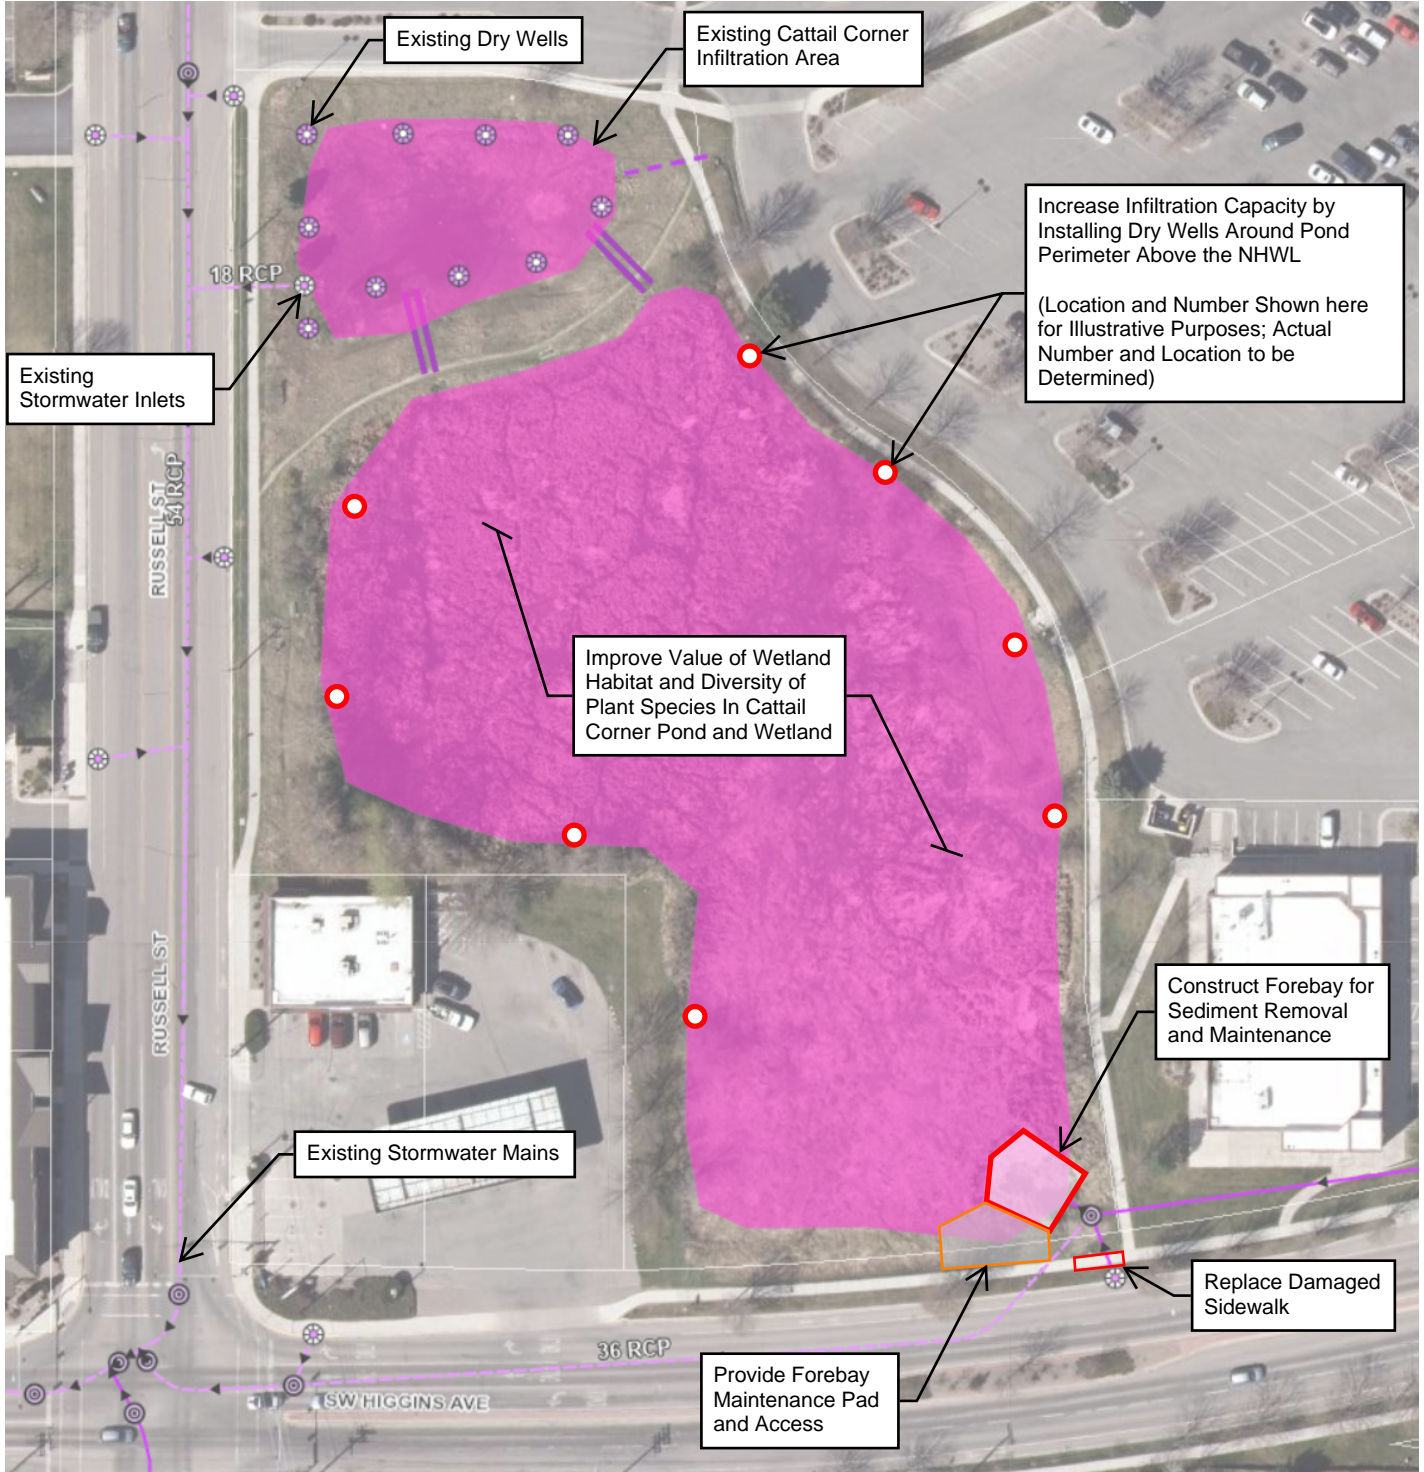 Existing Dry Wells
Existing Cattail Corner
Infiltration Area
Increase Infiltration Capacity by
Installing Dry Wells Around Pond
Perimeter Above the NHWL
(Location and Number Shown here
for Illustrative Purposes; Actual
Number and Location to be
Determined)
18 RCP
Existing
Stormwater Inlets
RUSSELL ST
54 RCP
Improve Value of Wetland
Habitat and Diversity of
Plant Species In Cattail
Corner Pond and Wetland
RUSSELL ST
Construct Forebay for
Sediment Removal
and Maintenance
Existing Stormwater Mains
Replace Damaged
Sidewalk
36 RCP
Provide Forebay
Maintenance Pad
and Access
SW HIGGINS AVE